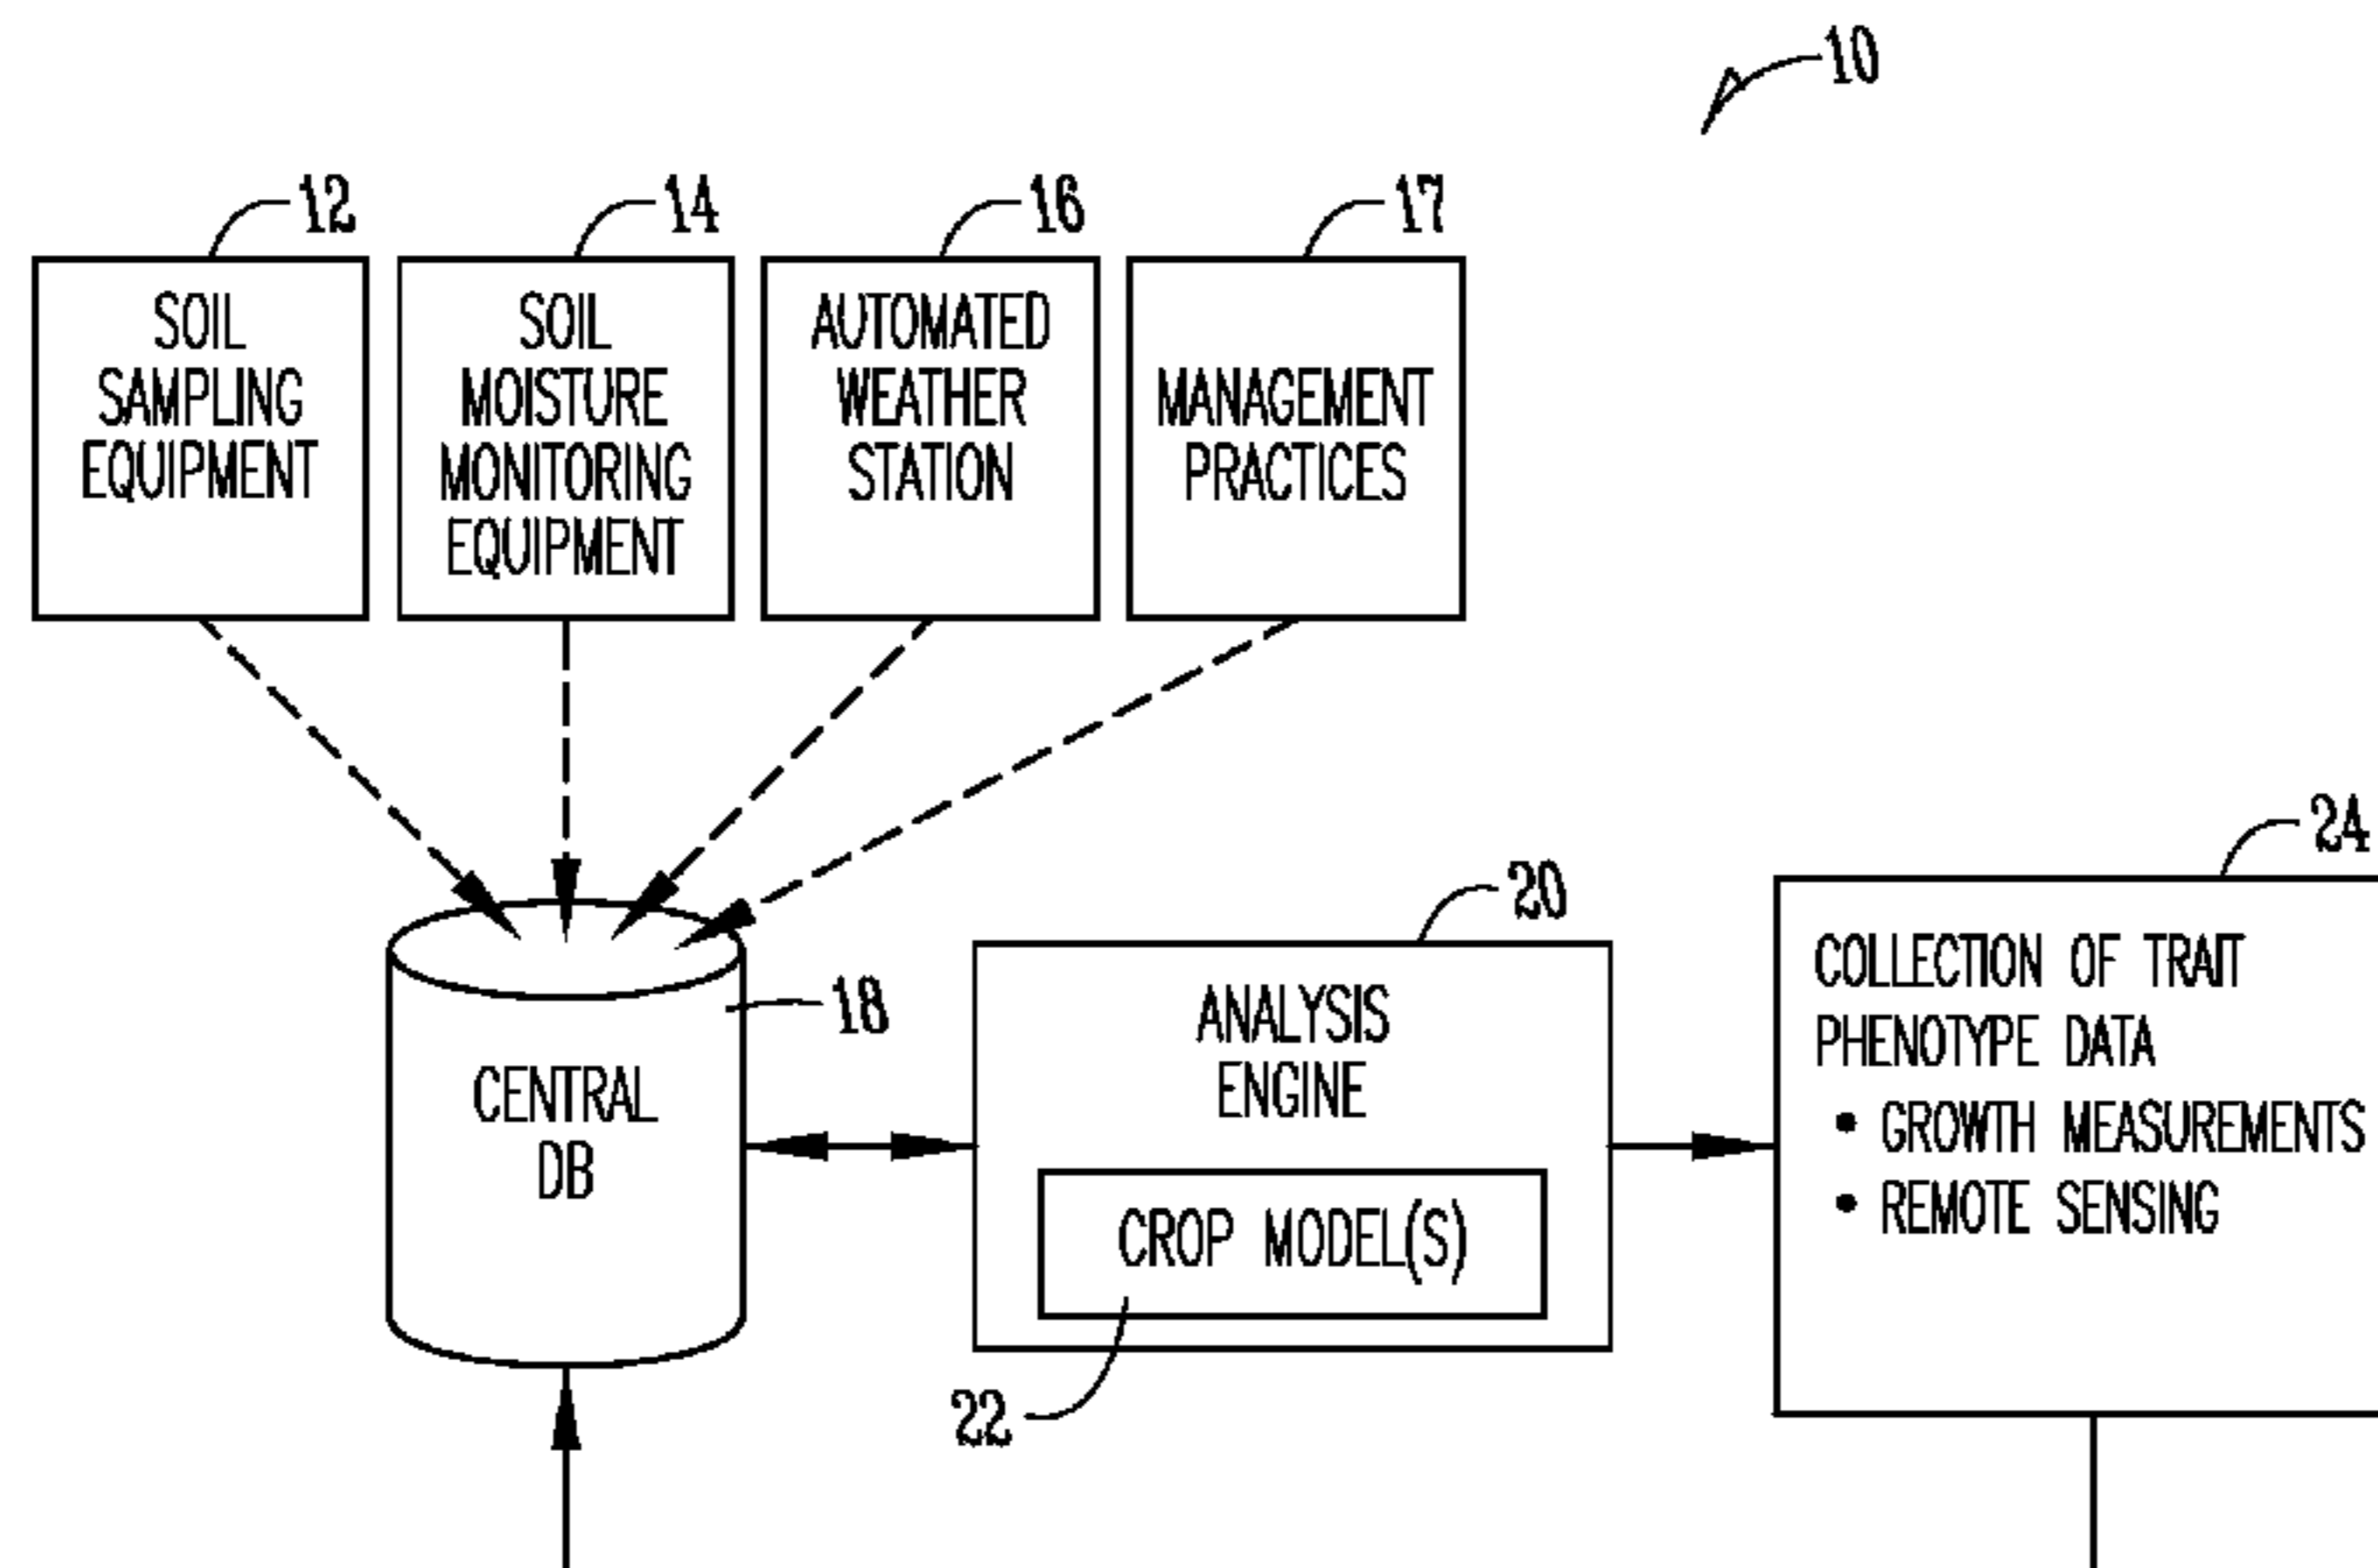 10
12
14
16
17
SOIL
SAMPLING
EQUIPMENT
SOIL
MOISTURE
MONITORING
EQUIPMENT
AUTOMATED
WEATHER
STATION
MANAGEMENT
PRACTICES
18
CENTRAL
DB
20
ANALYSIS
ENGINE
CROP MODEL(S)
22
24
COLLECTION OF TRAIT
PHENOTYPE DATA
• GROWTH MEASUREMENTS
• REMOTE SENSING